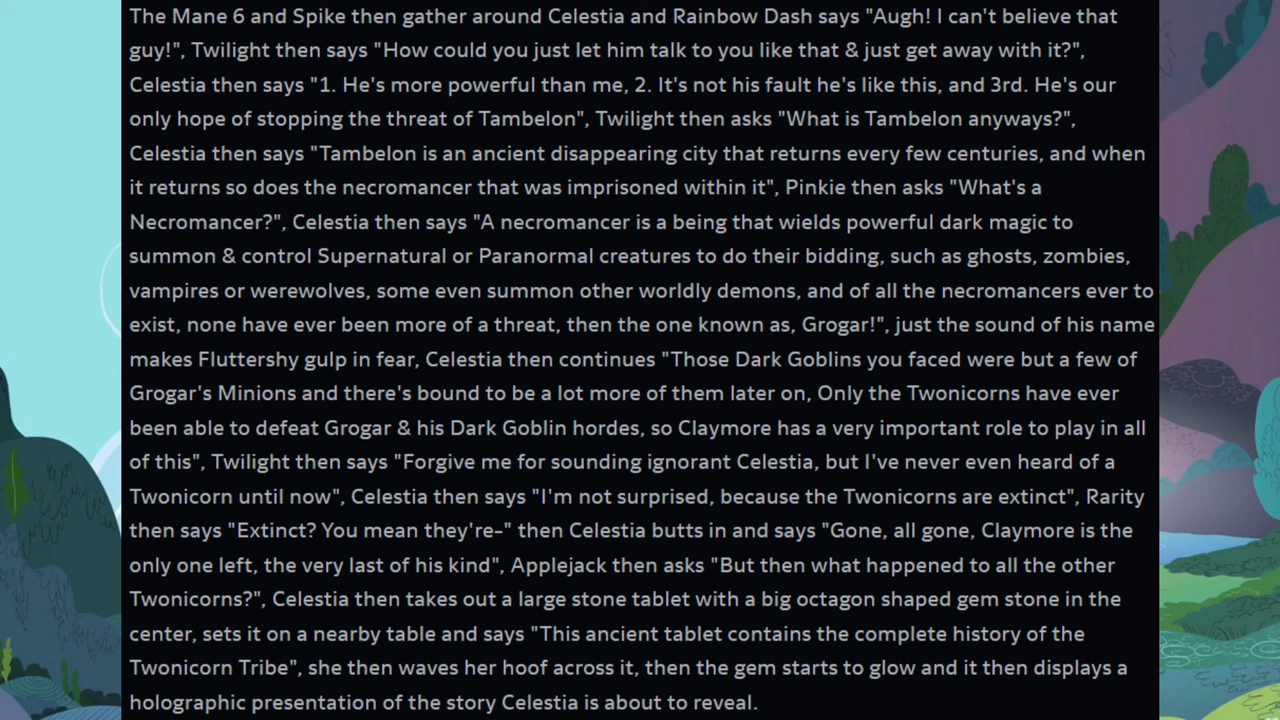 The Mane 6 and Spike then gather around Celestia and Rainbow Dash says "Augh! I can't believe that
guy!", Twilight then says "How could you just let him talk to you like that & just get away with it?",
Celestia then says "1. He's more powerful than me, 2. It's not his fault he's like this, and 3rd. He's our
only hope of stopping the threat of Tambelon", Twilight then asks "What is Tambelon anyways?",
Celestia then says "Tambelon is an ancient disappearing city that returns every few centuries, and when
it returns so does the necromancer that was imprisoned within it", Pinkie then asks "What's a
Necromancer?", Celestia then says "A necromancer is a being that wields powerful dark magic to
summon & control Supernatural or Paranormal creatures to do their bidding, such as ghosts, zombies,
vampires or werewolves, some even summon other worldly demons, and of all the necromancers ever to
exist, none have ever been more of a threat, then the one known as, Grogar!", just the sound of his name
makes Fluttershy gulp in fear, Celestia then continues "Those Dark Goblins you faced were but a few of
Grogar's Minions and there's bound to be a lot more of them later on, Only the Twonicorns have ever
been able to defeat Grogar & his Dark Goblin hordes, so Claymore has a very important role to play in all
of this", Twilight then says "Forgive me for sounding ignorant Celestia, but I've never even heard of a
Twonicorn until now", Celestia then says "I'm not surprised, because the Twonicorns are extinct", Rarity
then says "Extinct? You mean they're-" then Celestia butts in and says "Gone, all gone, Claymore is the
only one left, the very last of his kind", Applejack then asks "But then what happened to all the other
Twonicorns?", Celestia then takes out a large stone tablet with a big octagon shaped gem stone in the
center, sets it on a nearby table and says "This ancient tablet contains the complete history of the
Twonicorn Tribe", she then waves her hoof across it, then the gem starts to glow and it then displays a
holographic presentation of the story Celestia is about to reveal.